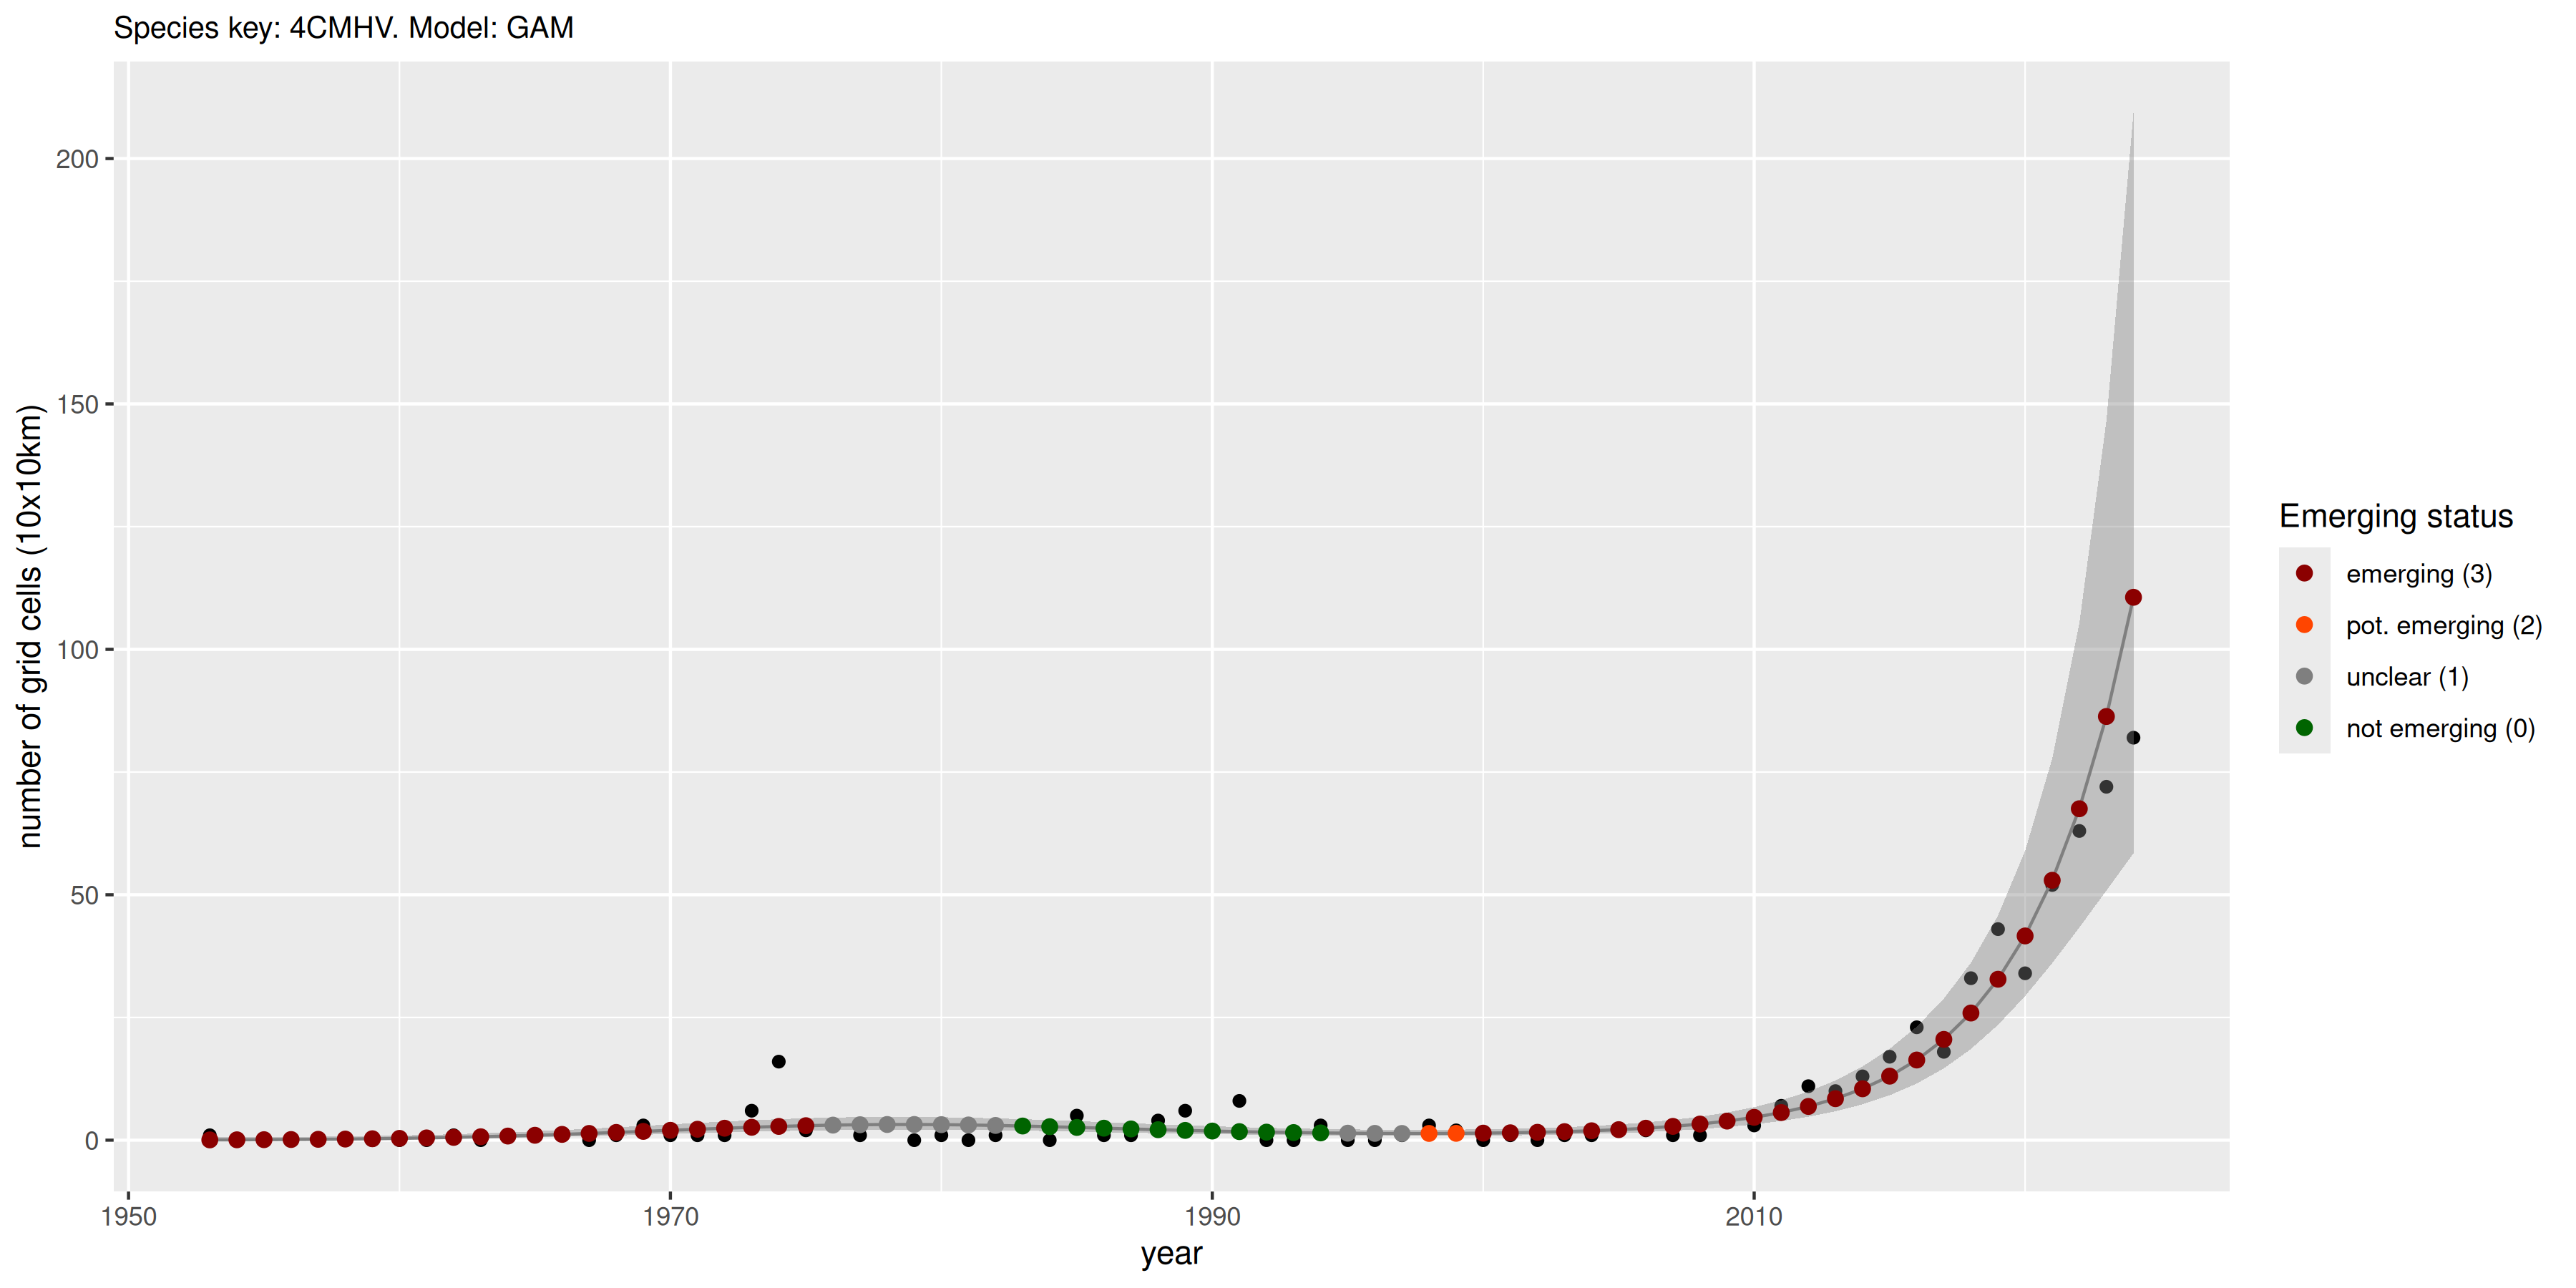 Species key: 4CMHV. Model: GAM
number of grid cells (10x10km)
200
150
100
50
0
1950
1970
1990
2010
year
Emerging status
emerging (3)
pot. emerging (2)
unclear (1)
not emerging (0)